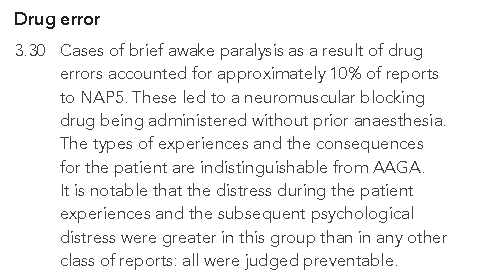 Drug error
3.30 Cases of brief awake paralysis as a result of drug
errors accounted for approximately 10% of reports
to NAP5. These led to a neuromuscular blocking
drug being administered without prior anaesthesia.
The types of experiences and the consequences
for the patient are indistinguishable from AAGA.
It is notable that the distress during the patient
experiences and the subsequent psychological
distress were greater in this group than in any other
class of reports: all were judged preventable.